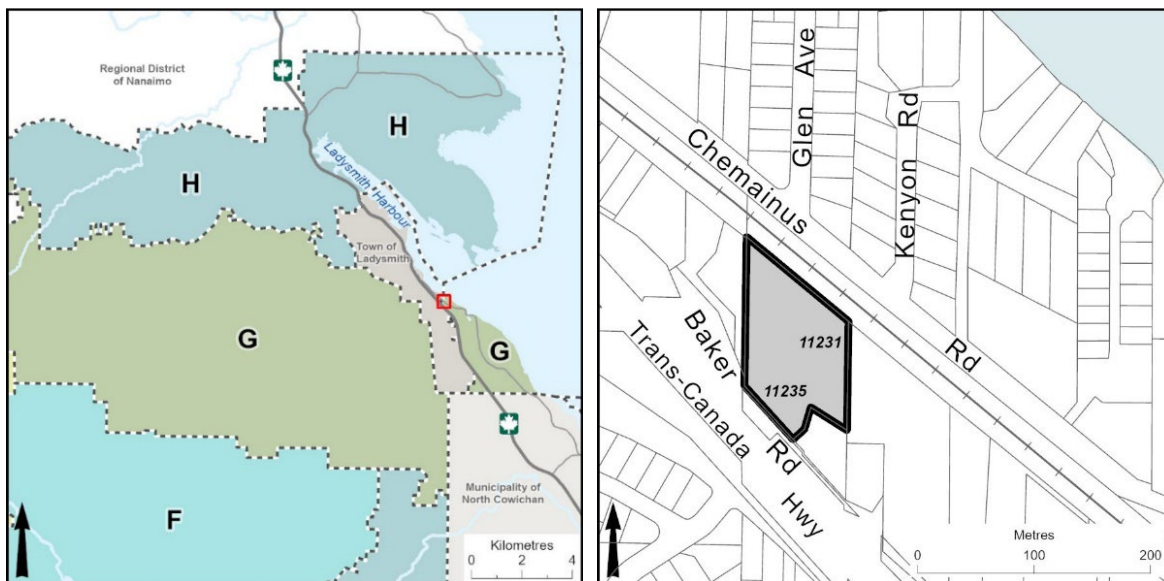 Regional District
of Nanaimo
H
H
Ladysmith Harbour
Town of
Ladysmith
G
G
F
Municipality of
North Cowichan
Kilometres
0 2 4
Glen Ave
Kenyon Rd
Chemainus Rd
11231
11235
Baker Rd
Trans-Canada Hwy
Metres
0 100 200